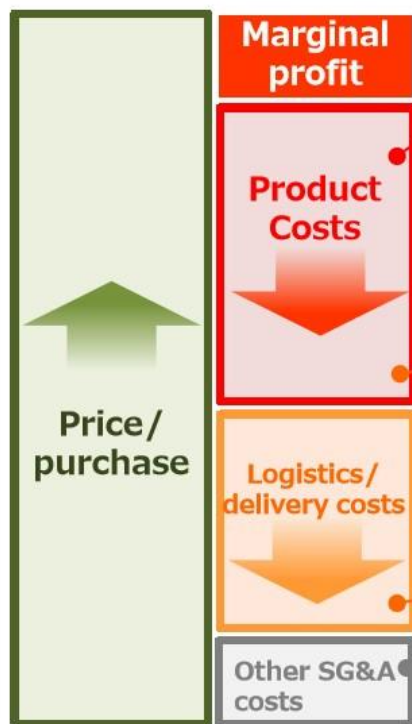 Marginal
profit
Product
Costs
Price/
purchase
Logistics/
delivery costs
Other SG&A
costs